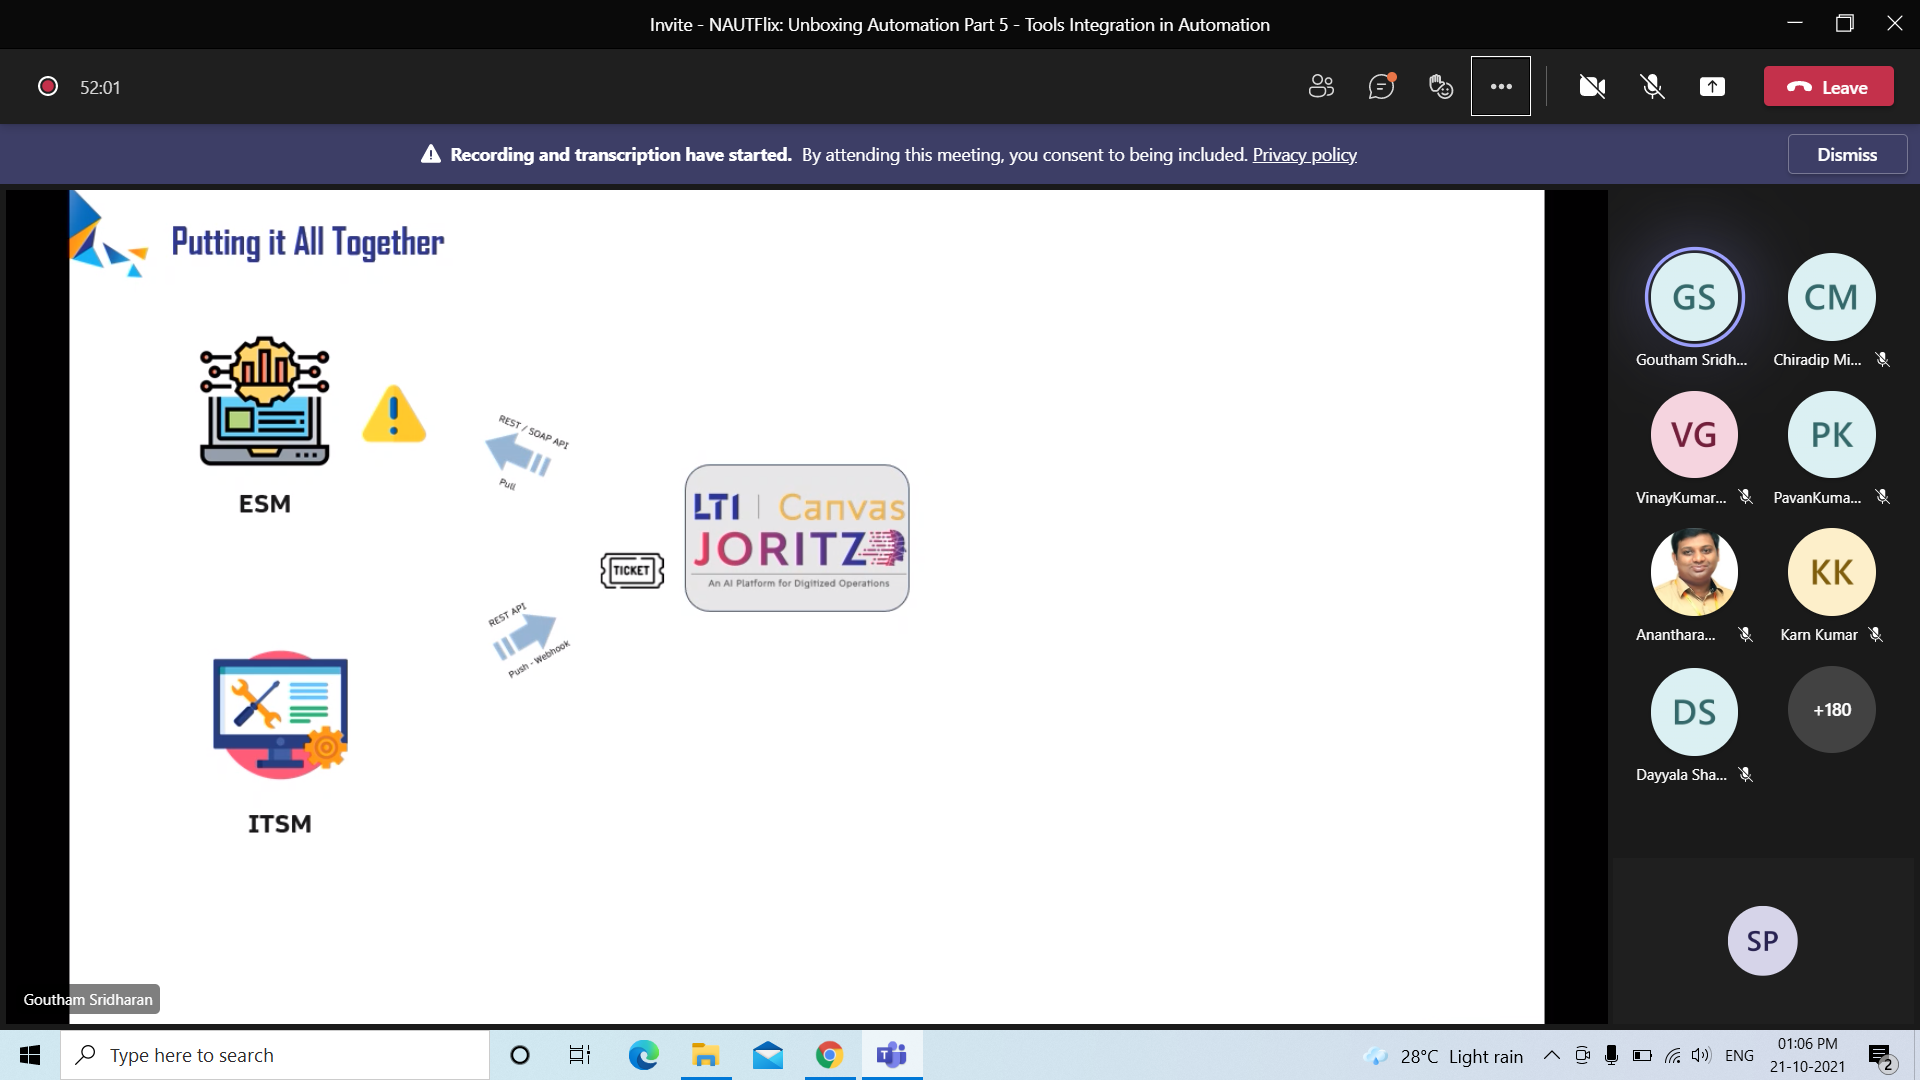 Invite - NAUTFlix: Unboxing Automation Part 5 - Tools Integration in Automation
52:01
Leave
Recording and transcription have started. By attending this meeting, you consent to being included. Privacy policy
Dismiss
Putting it All Together
REST / SOAP API
Pull
ESM
LTI | Canvas
JORITZ
An AI Platform for Digitized Operations
TICKET
REST API
Push - Webhook
ITSM
Goutham Sridharan
GS
CM
Goutham Sridh...
Chiradip Mi...
VG
PK
VinayKumar...
PavanKuma...
KK
Ananthara...
Karn Kumar
DS
+180
Dayyala Sha...
SP
Type here to search
28°C Light rain
ENG
01:06 PM
21-10-2021
2